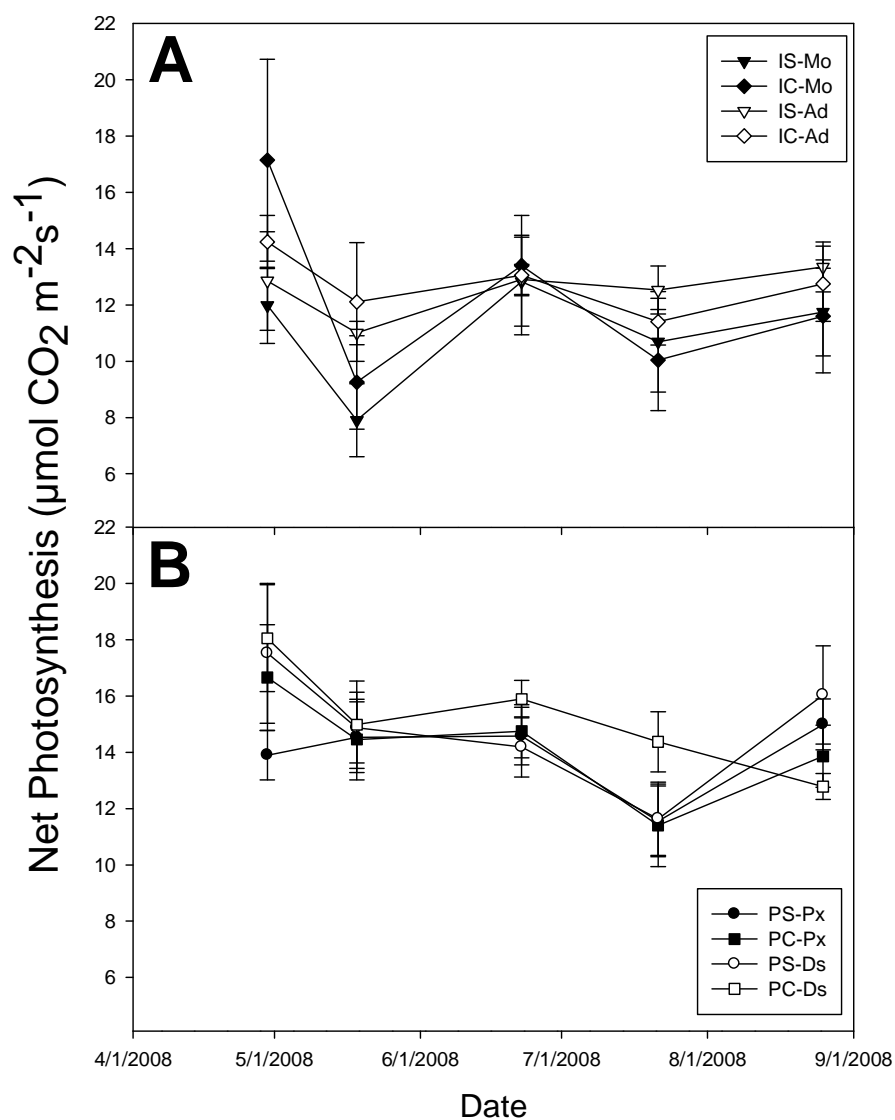 A
22
20
18
16
14
12
10
8
6
IS-Mo
IC-Mo
IS-Ad
IC-Ad
Net Photosynthesis (μmol CO2 m-2s-1)
B
22
20
18
16
14
12
10
8
6
PS-Px
PC-Px
PS-Ds
PC-Ds
4/1/2008 5/1/2008 6/1/2008 7/1/2008 8/1/2008 9/1/2008
Date